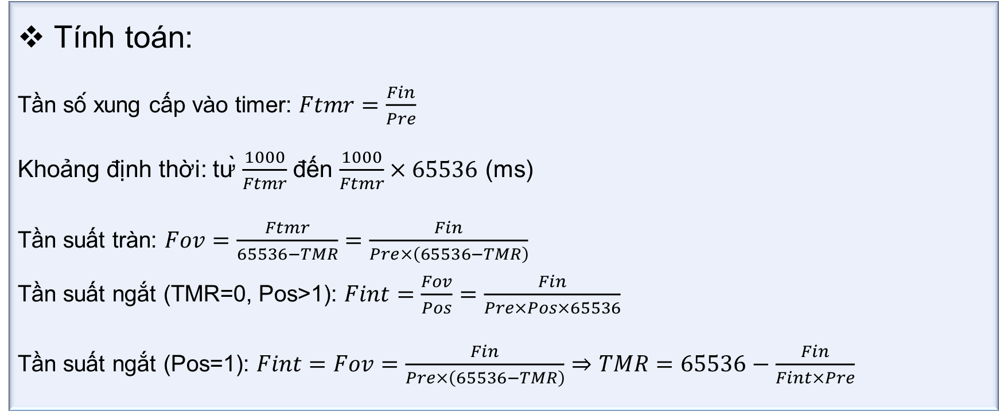 ❖ Tính toán:
Tần số xung cấp vào timer: $Ftmr = \frac{Fin}{Pre}$
Khoảng định thời: từ $\frac{1000}{Ftmr}$ đến $\frac{1000}{Ftmr} \times 65536$ (ms)
Tần suất tràn: $Fov = \frac{Ftmr}{65536-TMR} = \frac{Fin}{Pre\times(65536-TMR)}$
Tần suất ngắt (TMR=0, Pos>1): $Fint = \frac{Fov}{Pos} = \frac{Fin}{Pre\times Pos\times 65536}$
Tần suất ngắt (Pos=1): $Fint = Fov = \frac{Fin}{Pre\times(65536-TMR)} \Rightarrow TMR = 65536 - \frac{Fin}{Fint\times Pre}$